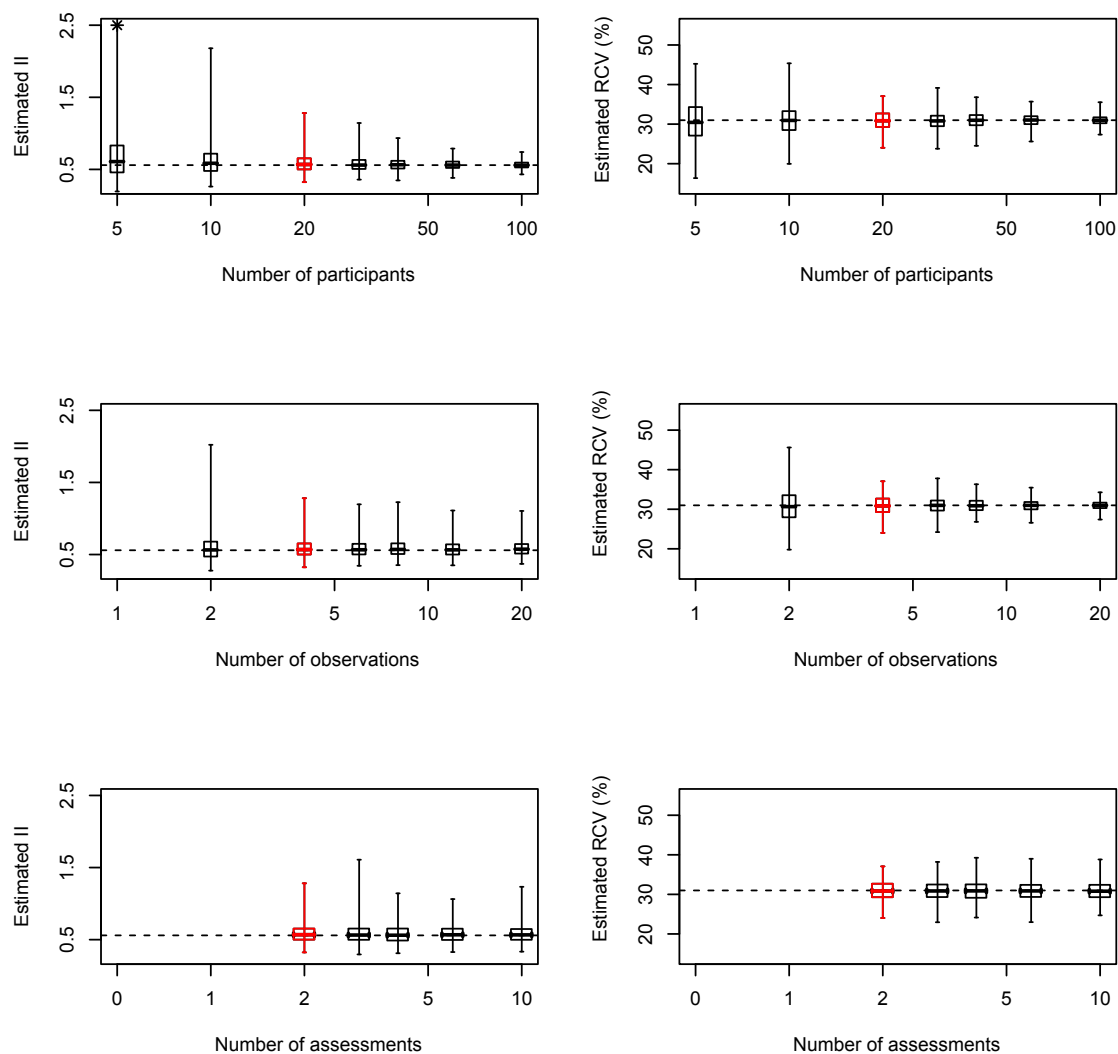 Estimated II
2.5
1.5
0.5
5 10 20 50 100
Number of participants
Estimated RCV (%)
50
40
30
20
5 10 20 50 100
Number of participants
Estimated II
2.5
1.5
0.5
1 2 5 10 20
Number of observations
Estimated RCV (%)
50
40
30
20
1 2 5 10 20
Number of observations
Estimated II
2.5
1.5
0.5
0 1 2 5 10
Number of assessments
Estimated RCV (%)
50
40
30
20
0 1 2 5 10
Number of assessments